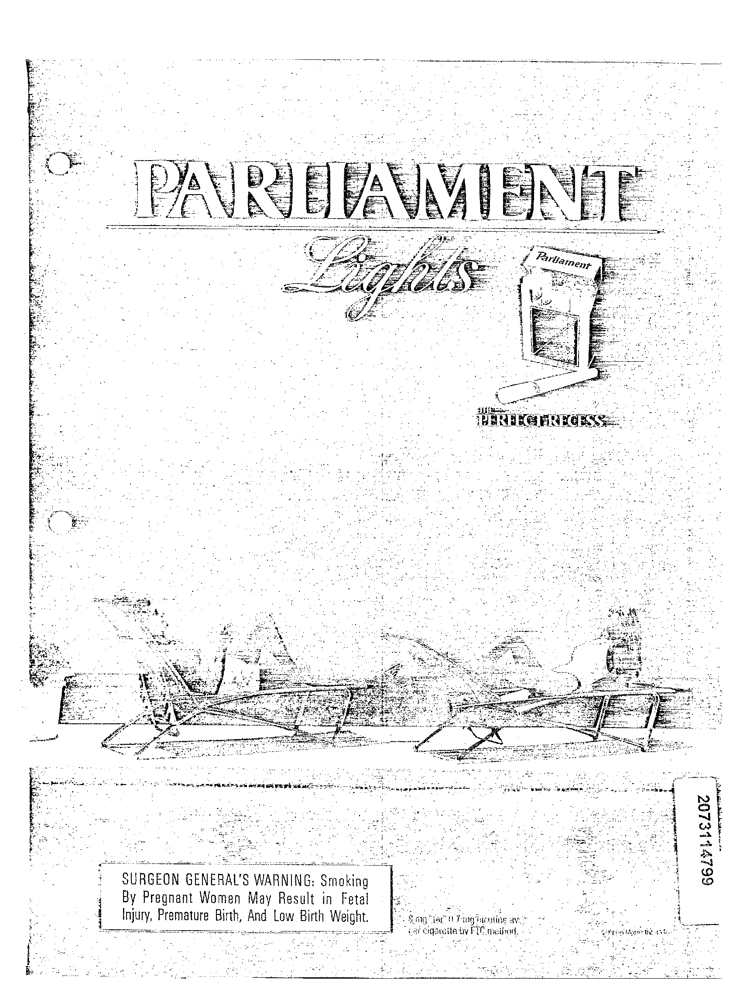 PARLIAMENT
Lights
Parliament
THE
PERFECT RECESS
SURGEON GENERAL'S WARNING: Smoking
By Pregnant Women May Result in Fetal
Injury, Premature Birth, And Low Birth Weight.
8 mg "tar," 0.7 mg nicotine av.
per cigarette by FTC method.
2073114799